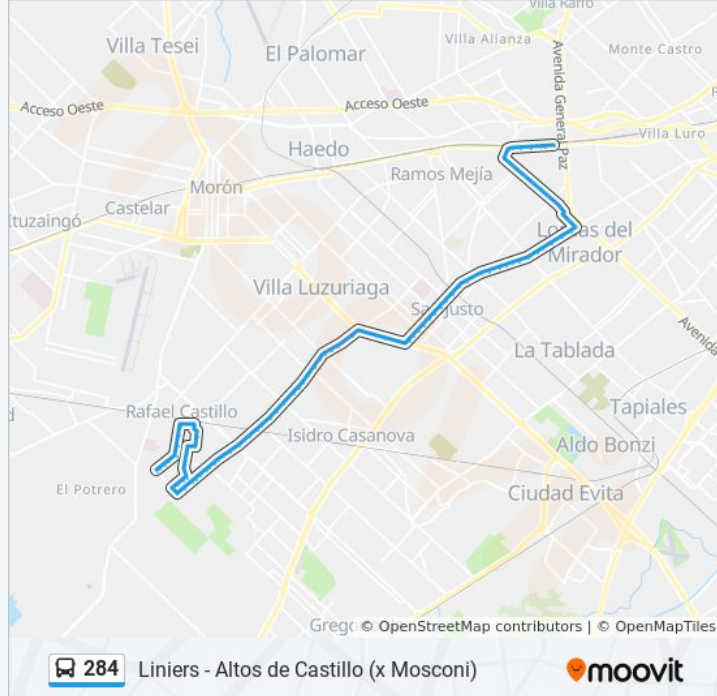 Villa Raffo
Villa Tesei
Villa Alianza
El Palomar
Monte Castro
Acceso Oeste
Acceso Oeste
Avenida General Paz
Villa Luro
Haedo
Ramos Mejía
Morón
Castelar
Ituzaingó
Lomas del
Mirador
Villa Luzuriaga
San Justo
Avenida
La Tablada
Rafael Castillo
Tapiales
Isidro Casanova
Aldo Bonzi
El Potrero
Ciudad Evita
Grego
© OpenStreetMap contributors | © OpenMapTiles
284 Liniers - Altos de Castillo (x Mosconi)
moovit